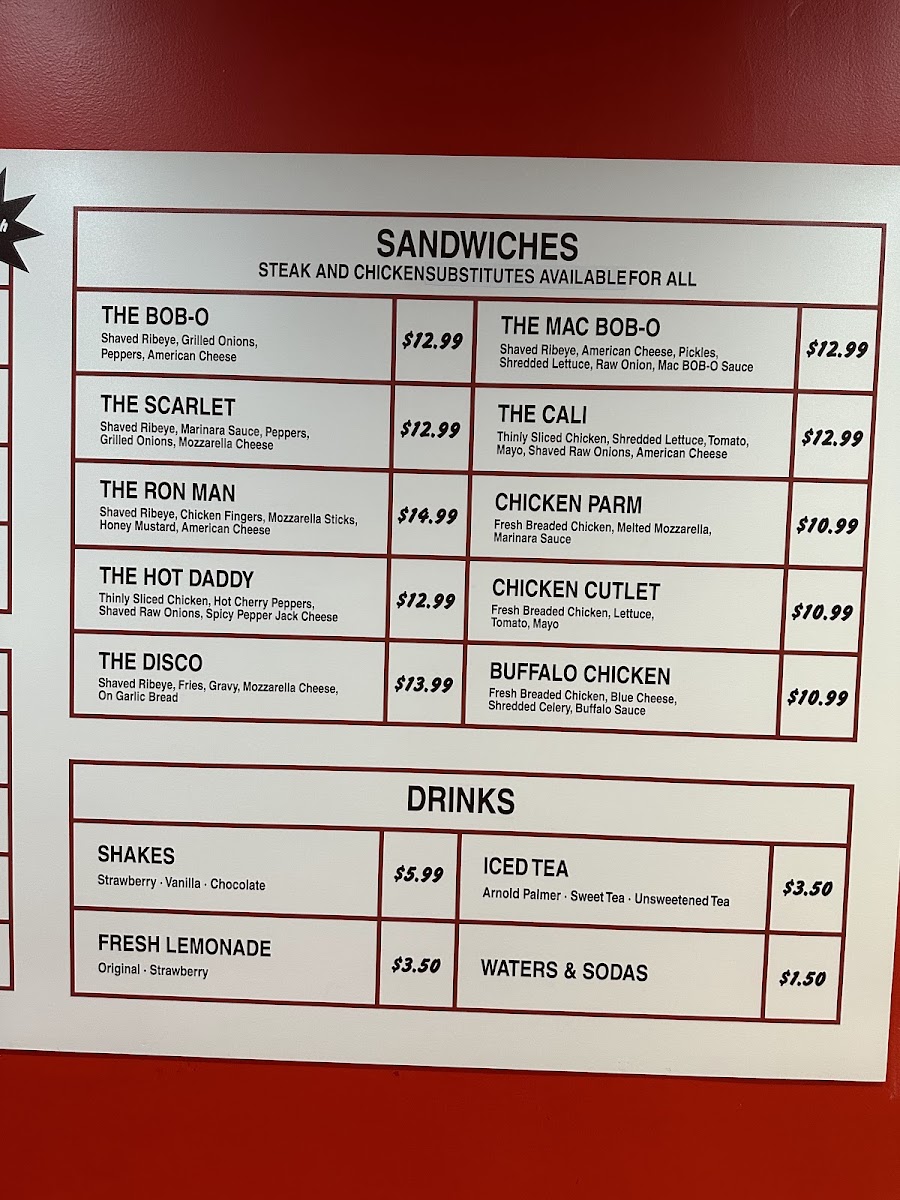 h
SANDWICHES
STEAK AND CHICKENSUBSTITUTES AVAILABLEFOR ALL
THE BOB-O
Shaved Ribeye, Grilled Onions,
Peppers, American Cheese
$12.99
THE MAC BOB-O
Shaved Ribeye, American Cheese, Pickles,
Shredded Lettuce, Raw Onion, Mac BOB-O Sauce
$12.99
THE SCARLET
Shaved Ribeye, Marinara Sauce, Peppers,
Grilled Onions, Mozzarella Cheese
$12.99
THE CALI
Thinly Sliced Chicken, Shredded Lettuce, Tomato,
Mayo, Shaved Raw Onions, American Cheese
$12.99
THE RON MAN
Shaved Ribeye, Chicken Fingers, Mozzarella Sticks,
Honey Mustard, American Cheese
$14.99
CHICKEN PARM
Fresh Breaded Chicken, Melted Mozzarella,
Marinara Sauce
$10.99
THE HOT DADDY
Thinly Sliced Chicken, Hot Cherry Peppers,
Shaved Raw Onions, Spicy Pepper Jack Cheese
$12.99
CHICKEN CUTLET
Fresh Breaded Chicken, Lettuce,
Tomato, Mayo
$10.99
THE DISCO
Shaved Ribeye, Fries, Gravy, Mozzarella Cheese,
On Garlic Bread
$13.99
BUFFALO CHICKEN
Fresh Breaded Chicken, Blue Cheese,
Shredded Celery, Buffalo Sauce
$10.99
DRINKS
SHAKES
Strawberry · Vanilla · Chocolate
$5.99
ICED TEA
Arnold Palmer · Sweet Tea · Unsweetened Tea
$3.50
FRESH LEMONADE
Original · Strawberry
$3.50
WATERS & SODAS
$1.50